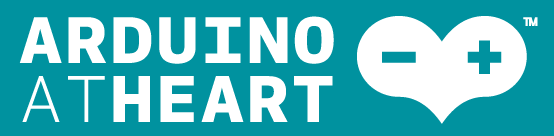 ARDUINO
ATHEART
- +
TM